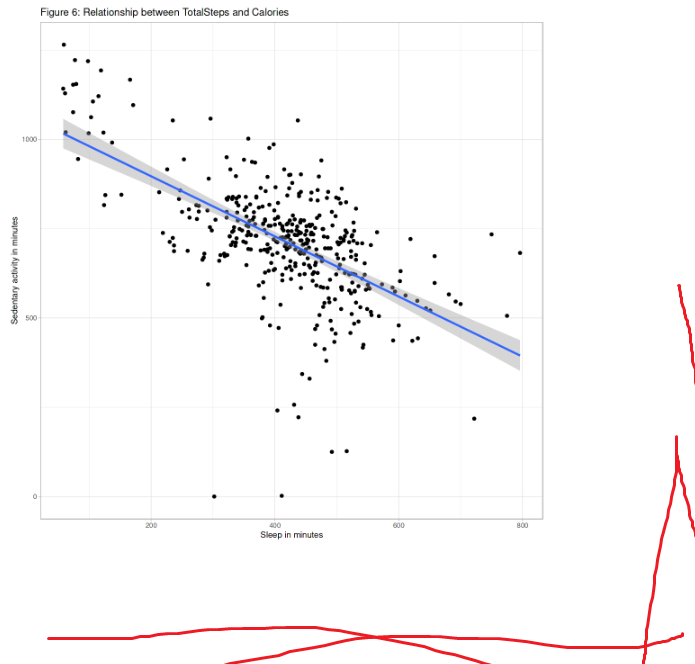 Figure 6: Relationship between TotalSteps and Calories
1000
500
0
Sedentary activity in minutes
200 400 600 800
Sleep in minutes